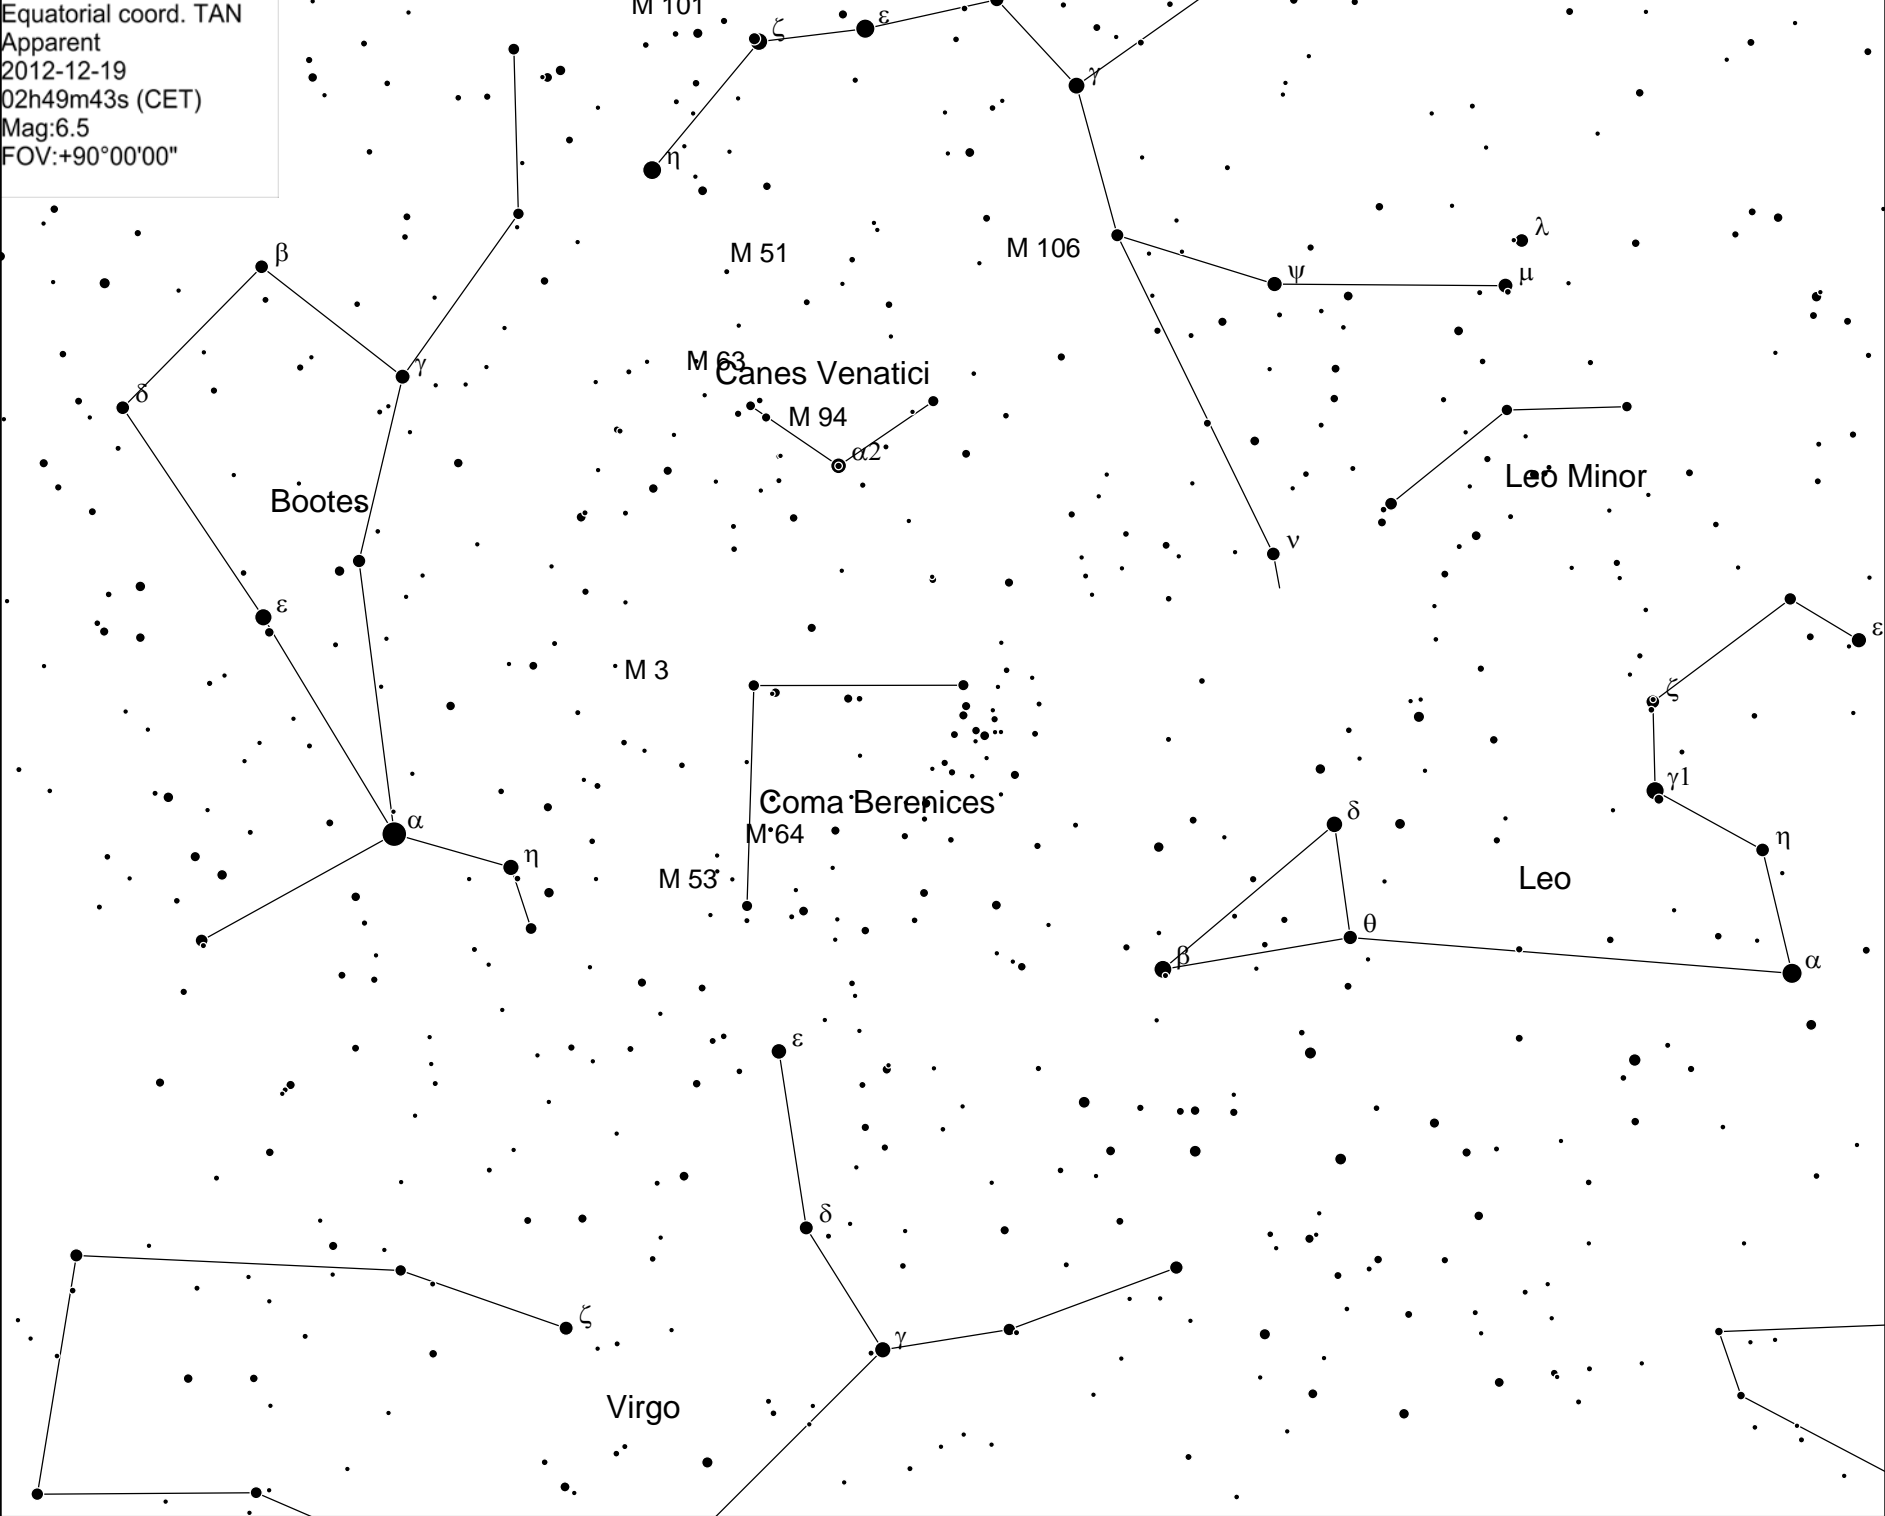 Equatorial coord. TAN
Apparent
2012-12-19
02h49m43s (CET)
Mag:6.5
FOV:+90°00'00"
M 101
ζ
ε
γ
η
λ
M 51
M 106
β
ψ
μ
M 63
Canes Venatici
γ
δ
M 94
α2
Bootes
Leo Minor
ν
ε
ε
M 3
ζ
γ1
Coma Berenices
δ
α
M 64
η
η
M 53
Leo
θ
β
α
ε
δ
ζ
γ
Virgo